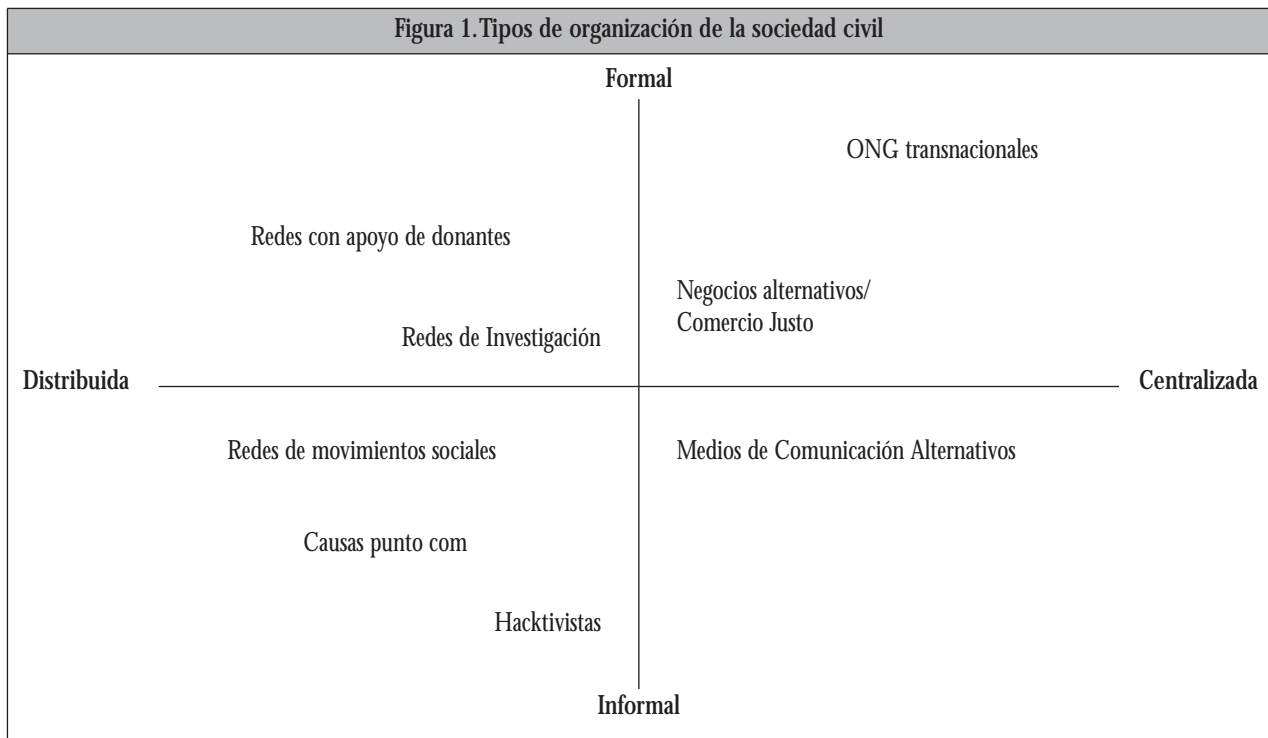 Figura 1. Tipos de organización de la sociedad civil
Formal
ONG transnacionales
Redes con apoyo de donantes
Negocios alternativos/
Comercio Justo
Redes de Investigación
Distribuida
Centralizada
Redes de movimientos sociales
Medios de Comunicación Alternativos
Causas punto com
Hacktivistas
Informal